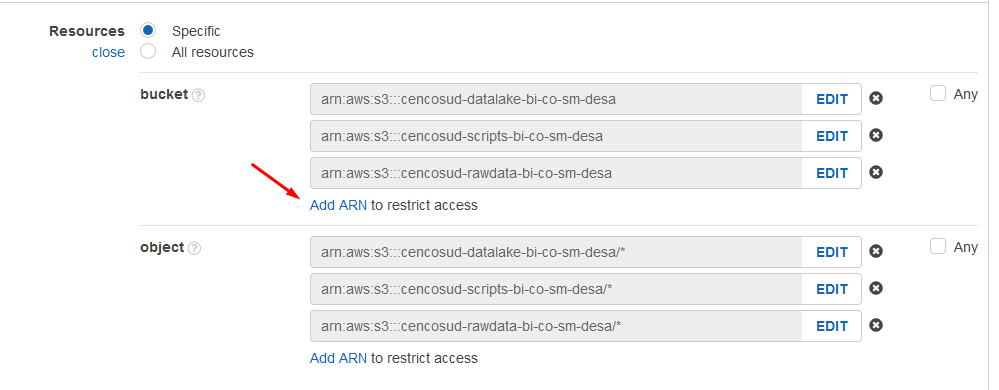 Resources Specific
close All resources
bucket ? arn:aws:s3:::cencosud-datalake-bi-co-sm-desa EDIT Any
arn:aws:s3:::cencosud-scripts-bi-co-sm-desa EDIT
arn:aws:s3:::cencosud-rawdata-bi-co-sm-desa EDIT
Add ARN to restrict access
object ? arn:aws:s3:::cencosud-datalake-bi-co-sm-desa/* EDIT Any
arn:aws:s3:::cencosud-scripts-bi-co-sm-desa/* EDIT
arn:aws:s3:::cencosud-rawdata-bi-co-sm-desa/* EDIT
Add ARN to restrict access